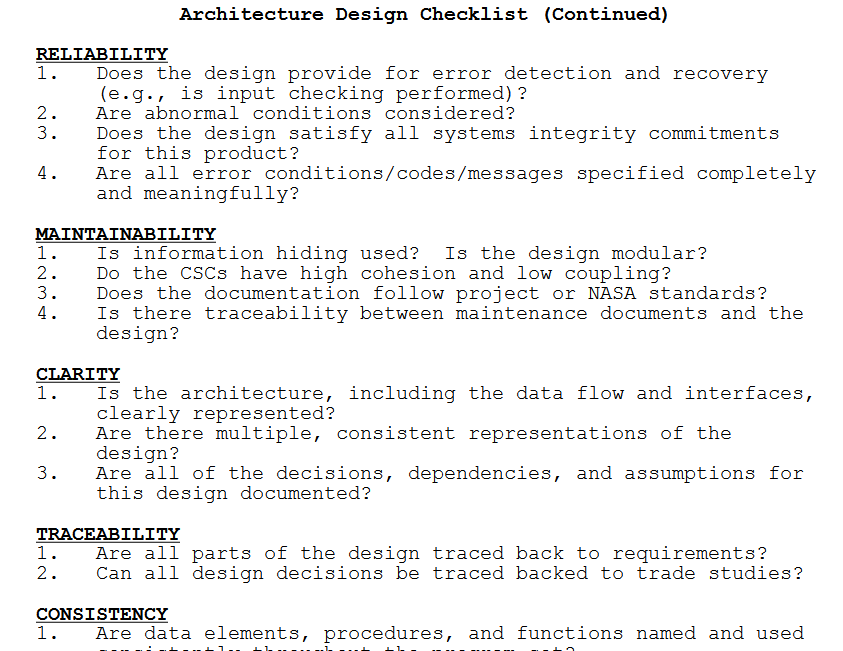 Architecture Design Checklist (Continued)
RELIABILITY
1. Does the design provide for error detection and recovery
(e.g., is input checking performed)?
2. Are abnormal conditions considered?
3. Does the design satisfy all systems integrity commitments
for this product?
4. Are all error conditions/codes/messages specified completely
and meaningfully?
MAINTAINABILITY
1. Is information hiding used? Is the design modular?
2. Do the CSCs have high cohesion and low coupling?
3. Does the documentation follow project or NASA standards?
4. Is there traceability between maintenance documents and the
design?
CLARITY
1. Is the architecture, including the data flow and interfaces,
clearly represented?
2. Are there multiple, consistent representations of the
design?
3. Are all of the decisions, dependencies, and assumptions for
this design documented?
TRACEABILITY
1. Are all parts of the design traced back to requirements?
2. Can all design decisions be traced backed to trade studies?
CONSISTENCY
1. Are data elements, procedures, and functions named and used
consistently throughout the program set?